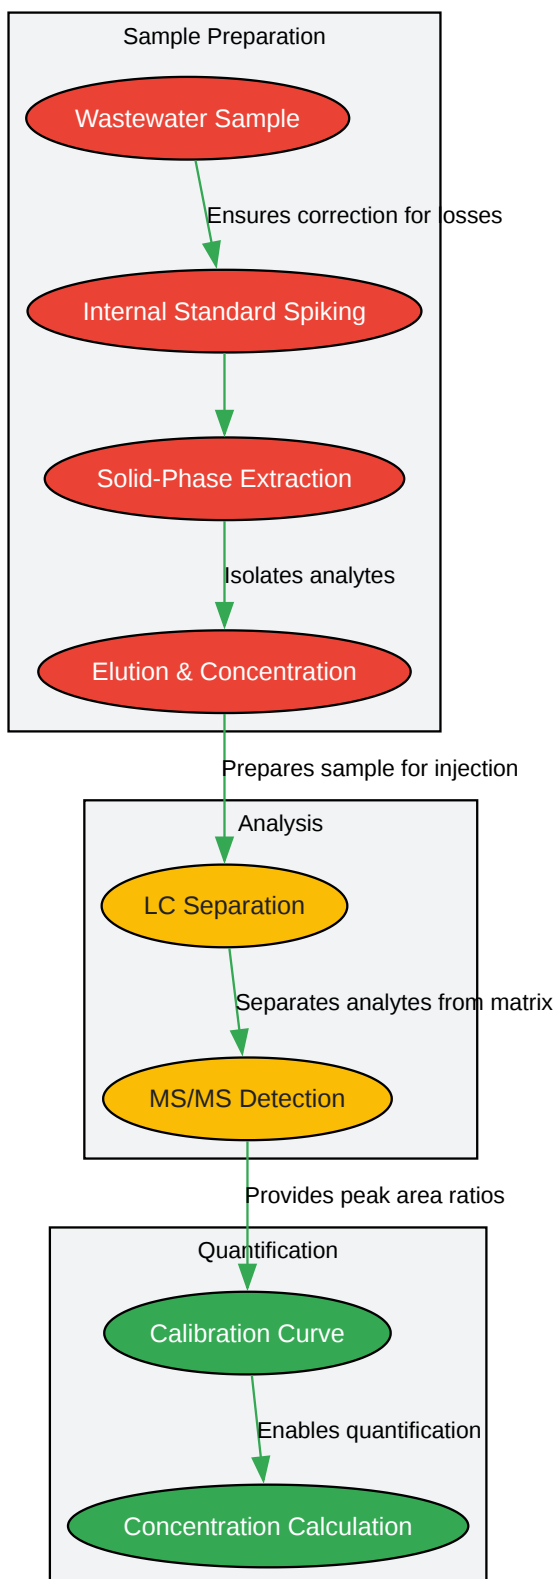 Sample Preparation
Wastewater Sample
Ensures correction for losses
Internal Standard Spiking
Solid-Phase Extraction
Isolates analytes
Elution & Concentration
Prepares sample for injection
Analysis
LC Separation
Separates analytes from matrix
MS/MS Detection
Provides peak area ratios
Quantification
Calibration Curve
Enables quantification
Concentration Calculation